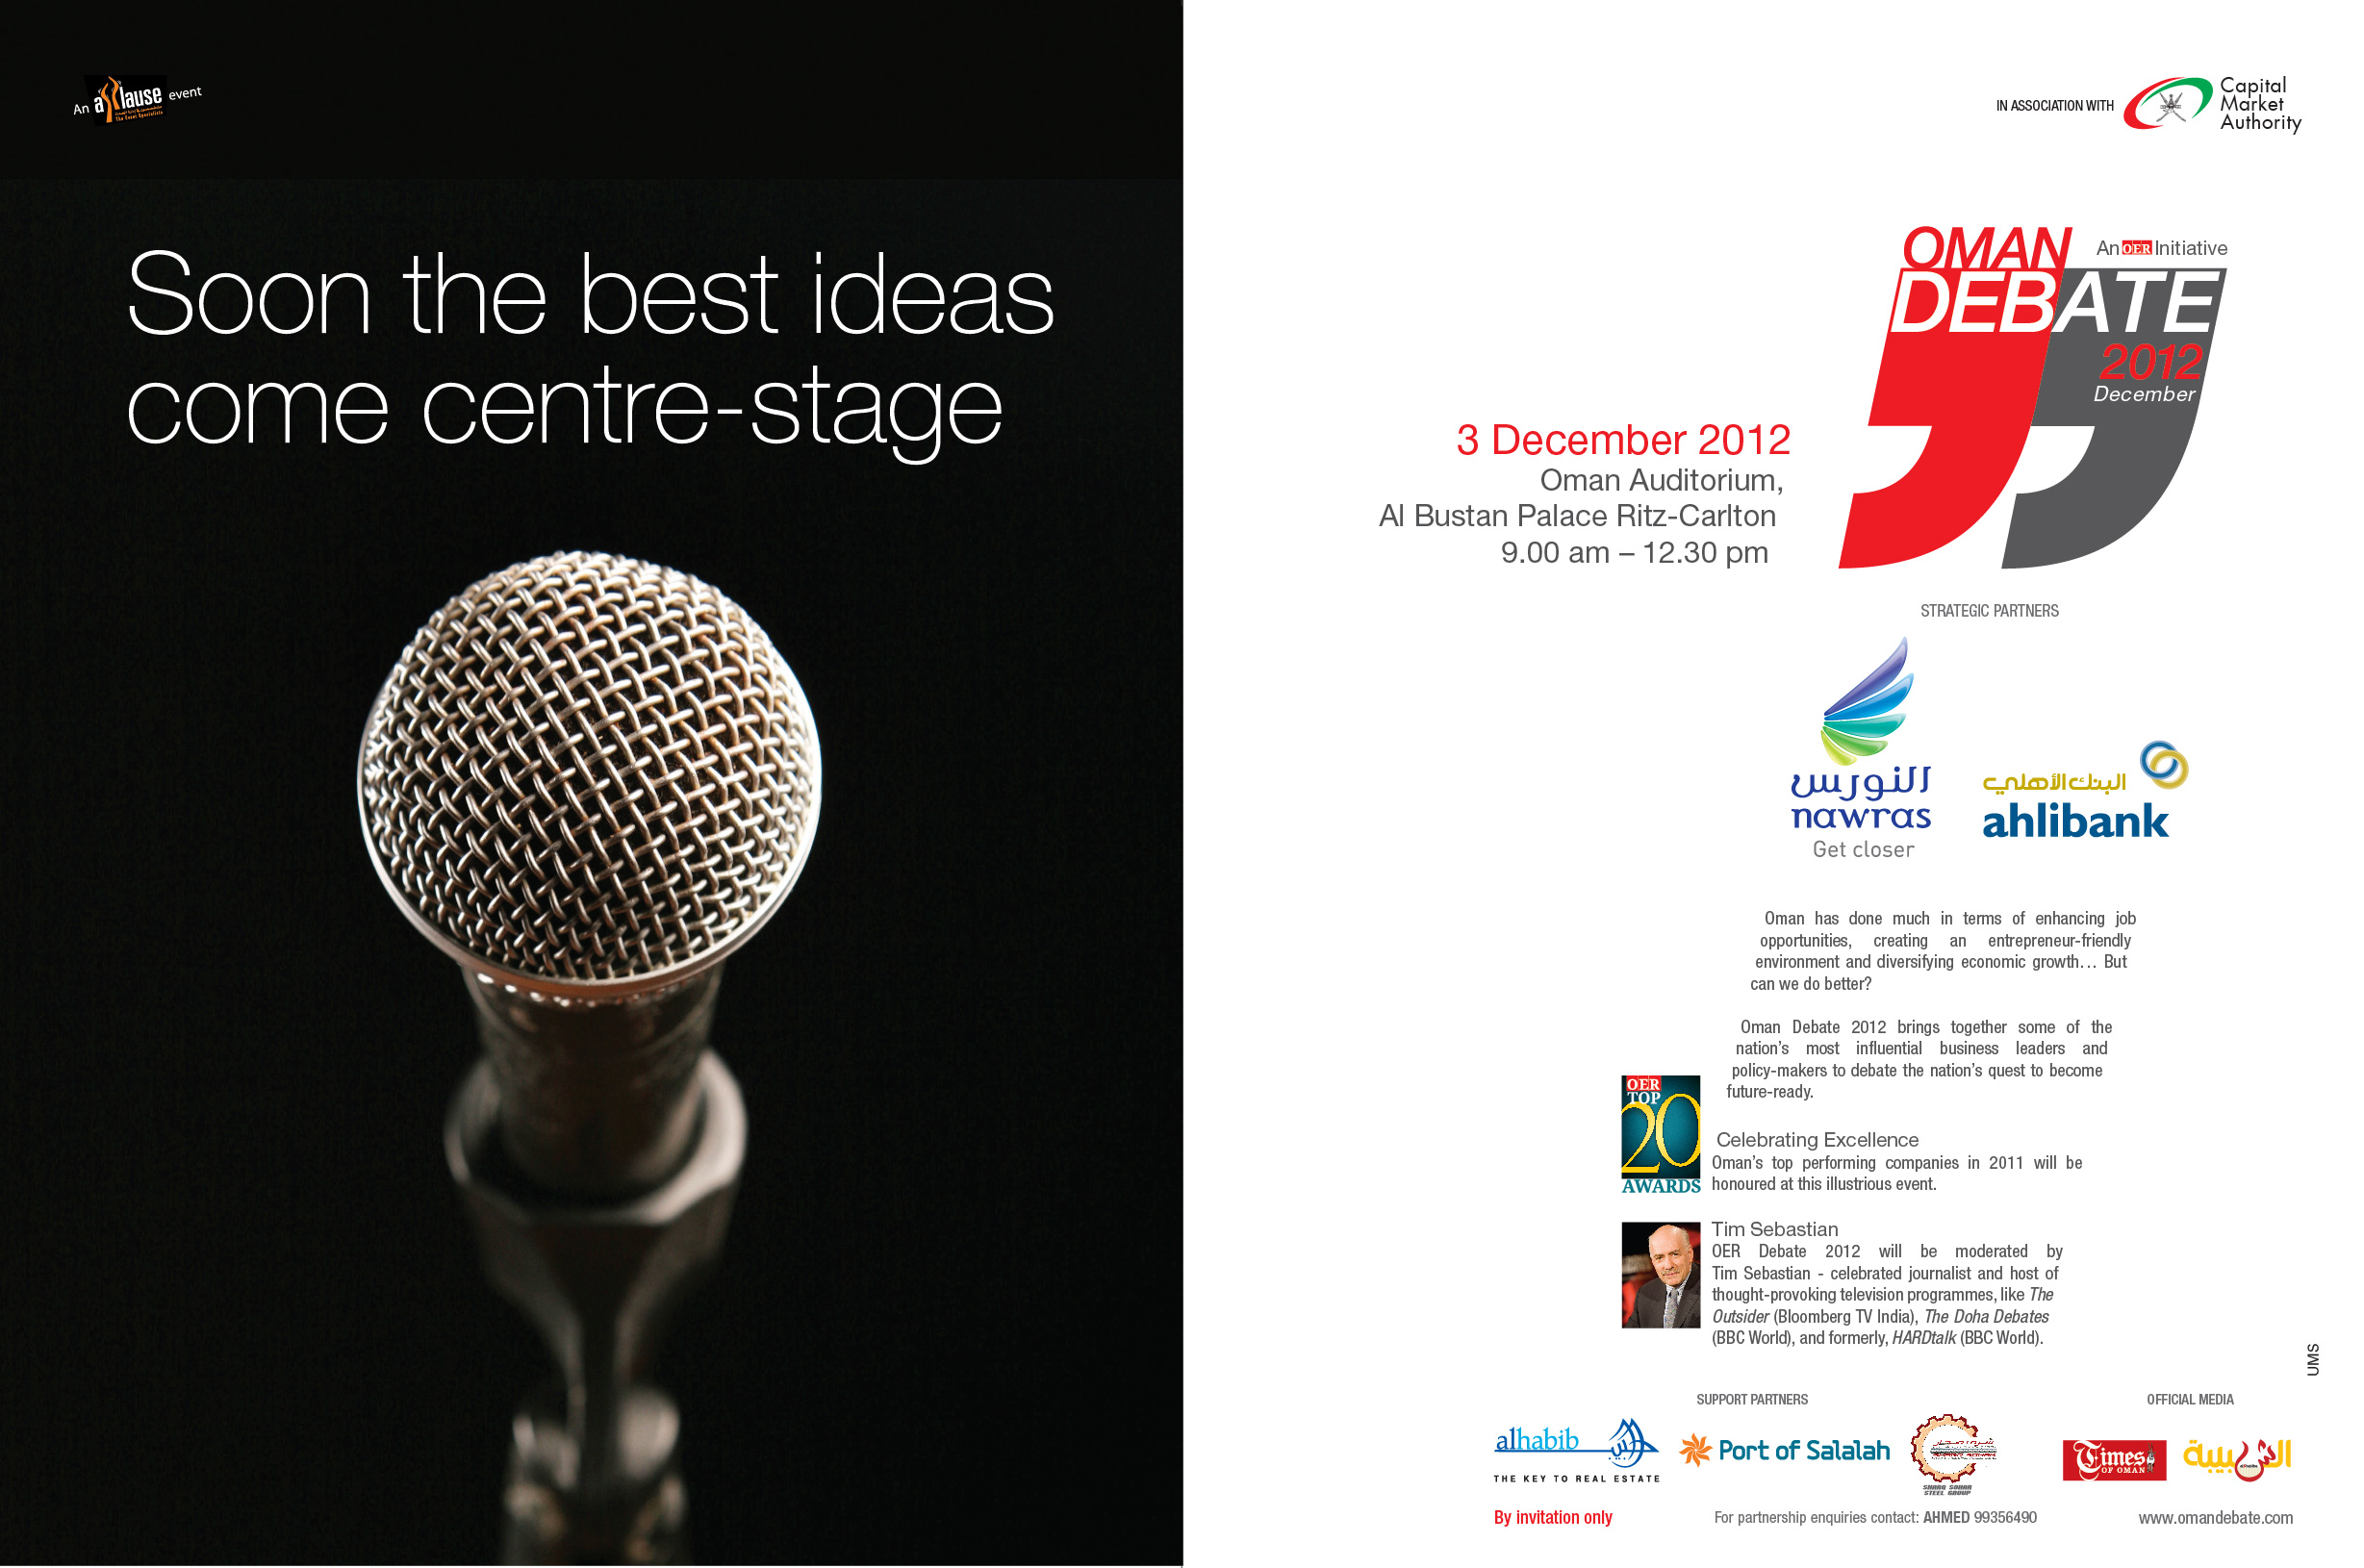 An applause event
The Event Specialists
Soon the best ideas
come centre-stage
IN ASSOCIATION WITH
Capital
Market
Authority
OMAN
DEBATE
2012
December
An OER Initiative
3 December 2012
Oman Auditorium,
Al Bustan Palace Ritz-Carlton
9.00 am – 12.30 pm
STRATEGIC PARTNERS
النورس
nawras
Get closer
البنك الأهلي
ahlibank
Oman has done much in terms of enhancing job
opportunities, creating an entrepreneur-friendly
environment and diversifying economic growth… But
can we do better?
Oman Debate 2012 brings together some of the
nation’s most influential business leaders and
policy-makers to debate the nation’s quest to become
future-ready.
OER
TOP
20
AWARDS
Celebrating Excellence
Oman’s top performing companies in 2011 will be
honoured at this illustrious event.
Tim Sebastian
OER Debate 2012 will be moderated by
Tim Sebastian - celebrated journalist and host of
thought-provoking television programmes, like The
Outsider (Bloomberg TV India), The Doha Debates
(BBC World), and formerly, HARDtalk (BBC World).
UMS
SUPPORT PARTNERS
OFFICIAL MEDIA
alhabib
THE KEY TO REAL ESTATE
Port of Salalah
SHARQ SOHAR
STEEL GROUP
Times
OF OMAN
الشبيبة
By invitation only
For partnership enquiries contact: AHMED 99356490
www.omandebate.com